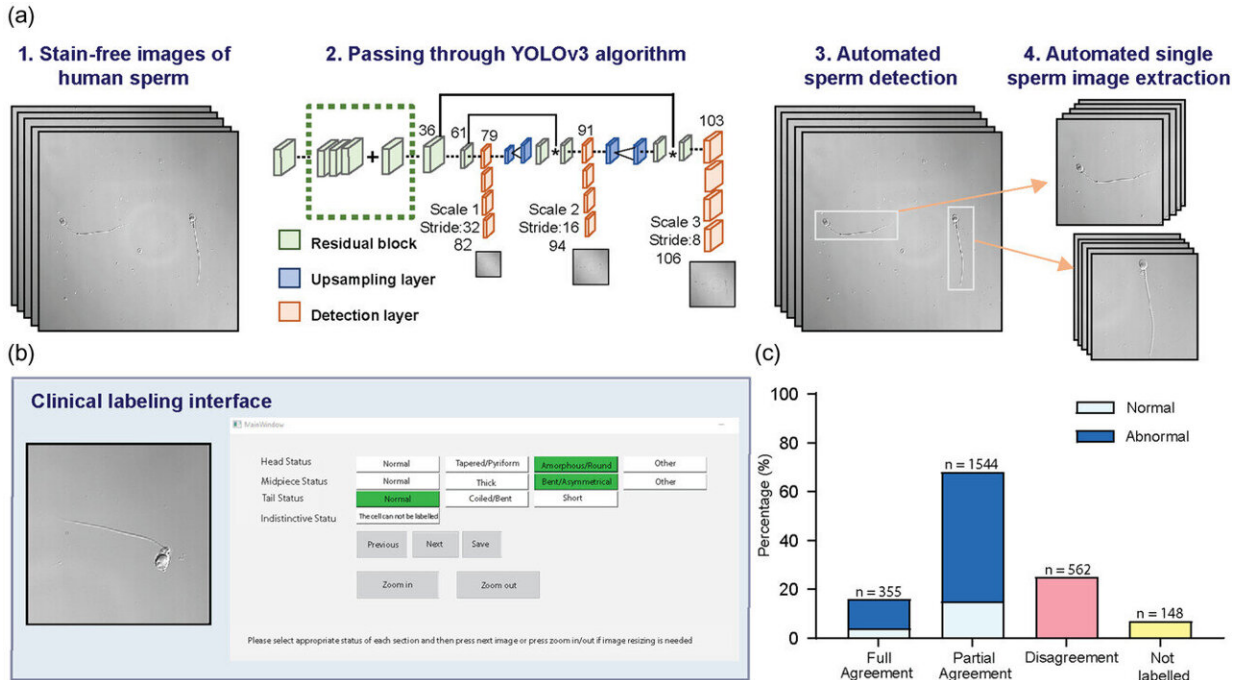 (a)
1. Stain-free images of
human sperm
2. Passing through YOLOv3 algorithm
3. Automated
sperm detection
4. Automated single
sperm image extraction
36
61
79
91
103
+
*
*
Scale 1
Stride:32
82
Scale 2
Stride:16
94
Scale 3
Stride:8
106
Residual block
Upsampling layer
Detection layer
(b)
Clinical labeling interface
MainWindow
Head Status
Normal
Tapered/Pyriform
Amorphous/Round
Other
Midpiece Status
Normal
Thick
Bent/Asymmetrical
Other
Tail Status
Normal
Coiled/Bent
Short
Indistinctive Statu
The cell can not be labelled
Previous
Next
Save
Zoom in
Zoom out
Please select appropriate status of each section and then press next image or press zoom in/out if image resizing is needed
(c)
Percentage (%)
100
80
60
40
20
0
Normal
Abnormal
n = 355
n = 1544
n = 562
n = 148
Full
Agreement
Partial
Agreement
Disagreement
Not
labelled